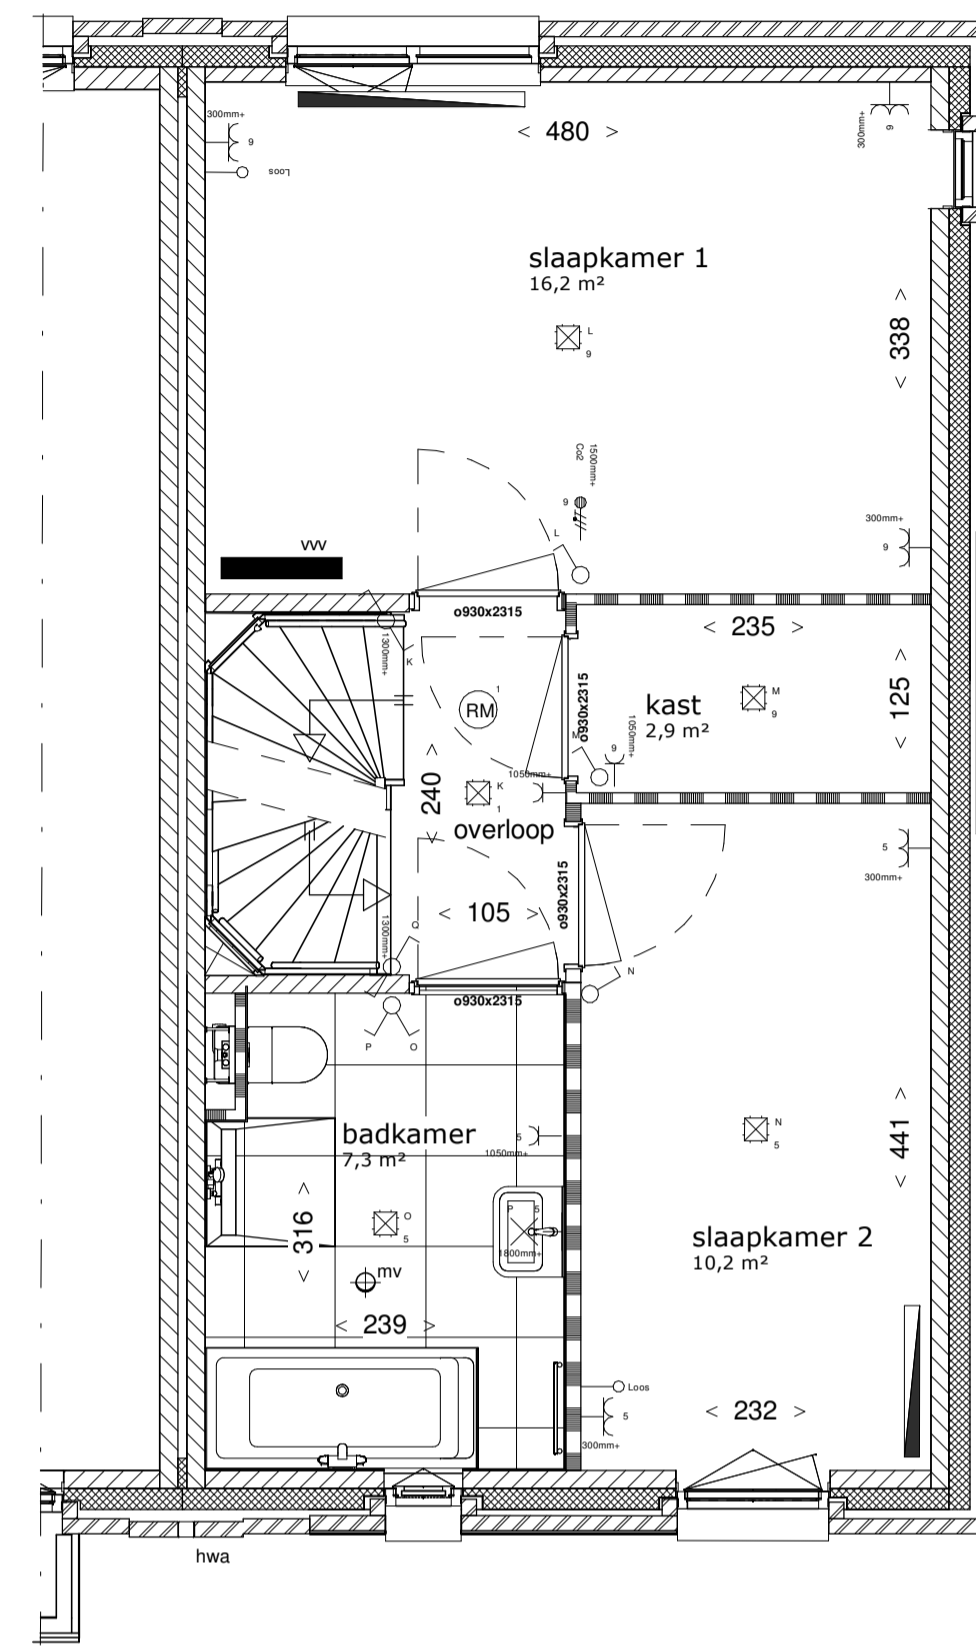 300mm+
9
Loos
< 480 >
300mm+
9
slaapkamer 1
16,2 m²
L
9
< 338 >
1500mm+
Co2
9
L
300mm+
9
vvv
o930x2315
1300mm+
K
1
RM
o930x2315
< 235 >
kast
2,9 m²
M
9
< 125 >
M
9
1050mm+
1050mm+
K
1
< 240 >
overloop
o930x2315
< 105 >
5
300mm+
1300mm+
O
N
o930x2315
P
O
badkamer
7,3 m²
5
1050mm+
N
5
< 441 >
< 316 >
O
5
P
5
1800mm+
mv
< 239 >
slaapkamer 2
10,2 m²
Loos
5
300mm+
< 232 >
hwa